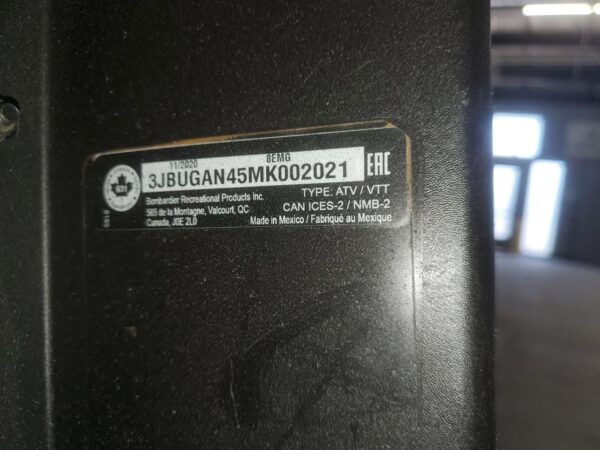 11/2020 8EMG
3JBUGAN45MK002021
EAC
Bombardier Recreational Products Inc.
565 de la Montagne, Valcourt, QC
Canada, J0E 2L0
TYPE: ATV / VTT
CAN ICES-2 / NMB-2
Made in Mexico / Fabriqué au Mexique